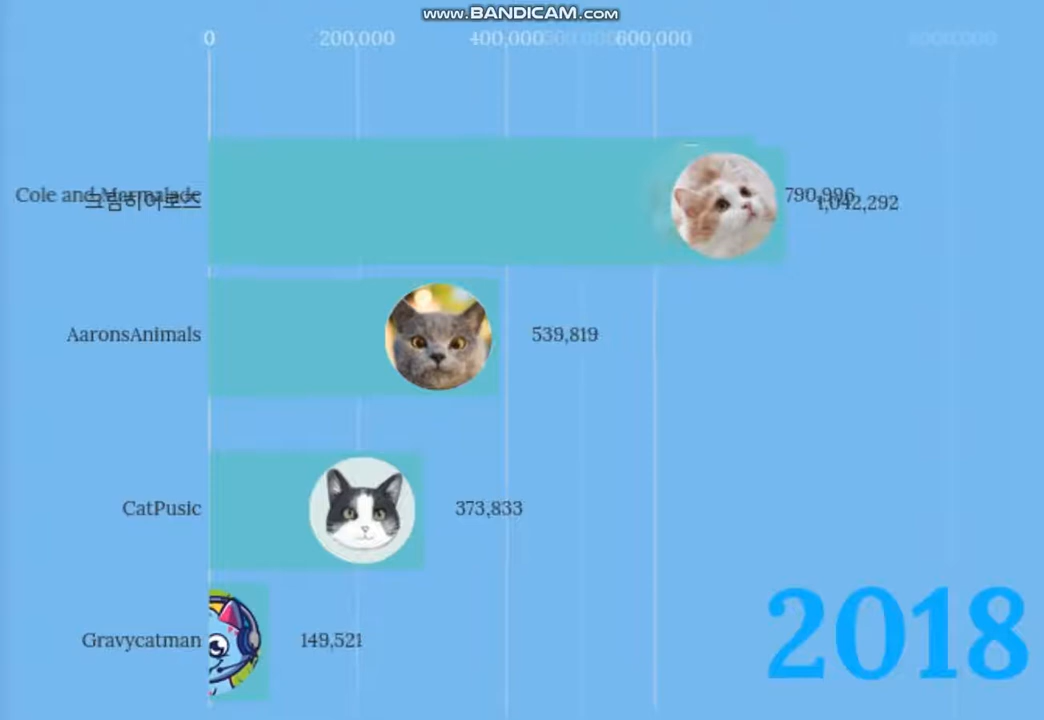 www.BANDICAM.com
0 200,000 400,000 600,000
Cole and Marmalade 790,996
크림히어로즈 1,042,292
AaronsAnimals 539,819
CatPusic 373,833
Gravycatman 149,521
2018